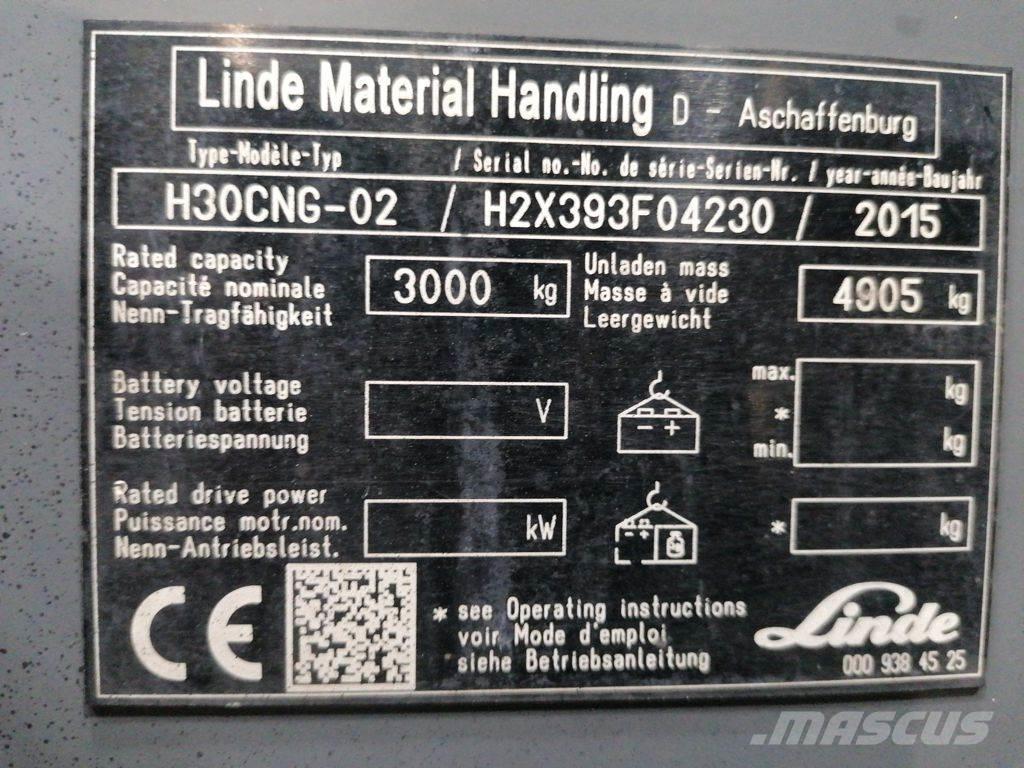 Linde Material Handling D - Aschaffenburg
Type-Modèle-Typ / Serial no.-No. de série-Serien-Nr. / year-année-Baujahr
H30CNG-02 / H2X393F04230 / 2015
Rated capacity
Capacité nominale
Nenn-Tragfähigkeit
3000 kg
Unladen mass
Masse à vide
Leergewicht
4905 kg
Battery voltage
Tension batterie
Batteriespannung
V
- +
max.
*
min.
kg
kg
Rated drive power
Puissance motr.nom.
Nenn-Antriebsleist.
kW
- +
*
kg
CE
* see Operating instructions
voir Mode d'emploi
siehe Betriebsanleitung
Linde
000 938 45 25
MASCUS